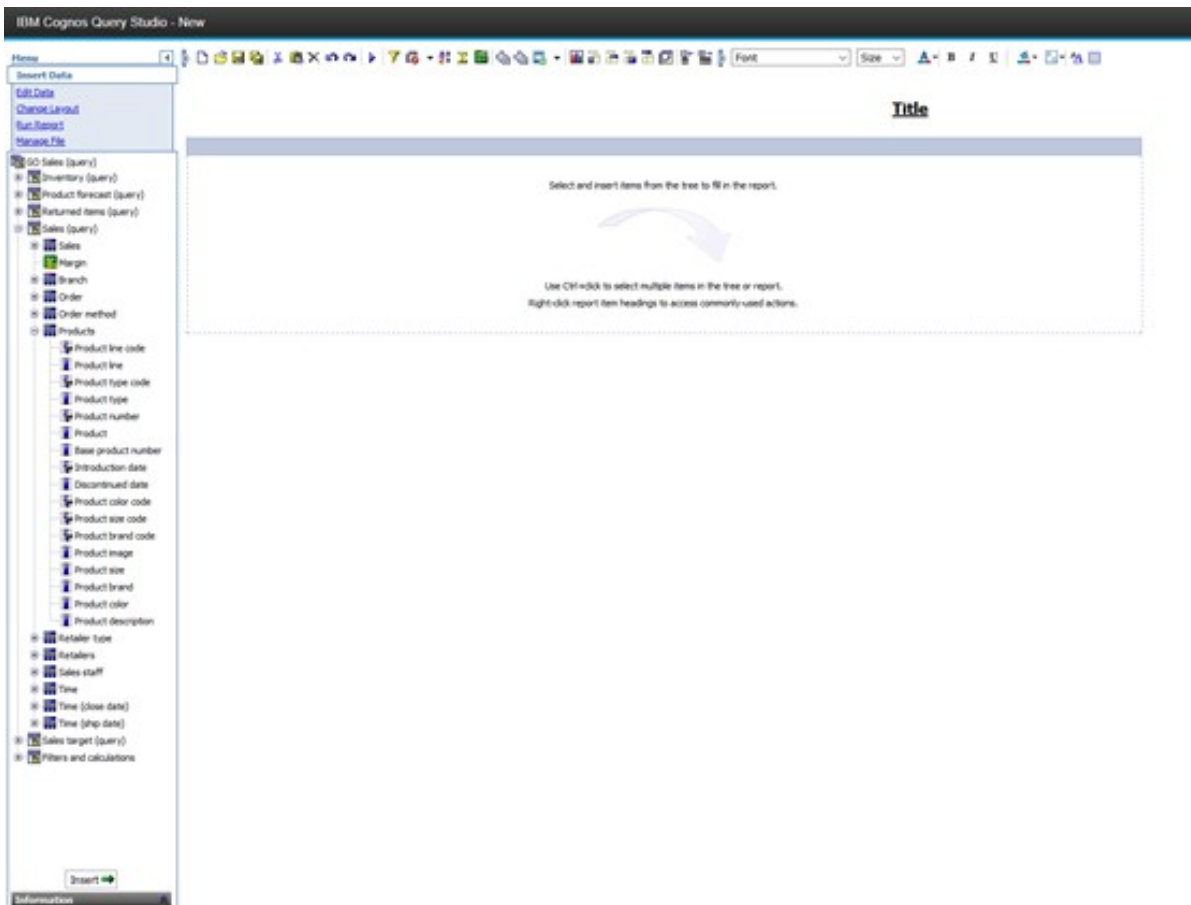 IBM Cognos Query Studio - New
Menu
Font
Size
A
B
I
U
Insert Data
Edit Data
Change Layout
Run Report
Manage File
Title
GO Sales (query)
Inventory (query)
Product forecast (query)
Returned items (query)
Sales (query)
Sales
Margin
Branch
Order
Order method
Products
Product line code
Product line
Product type code
Product type
Product number
Product
Base product number
Introduction date
Discontinued date
Product color code
Product size code
Product brand code
Product image
Product size
Product brand
Product color
Product description
Retailer type
Retailers
Sales staff
Time
Time (close date)
Time (ship date)
Sales target (query)
Filters and calculations
Select and insert items from the tree to fill in the report.
Use Ctrl+click to select multiple items in the tree or report.
Right-click report item headings to access commonly-used actions.
Insert
Information